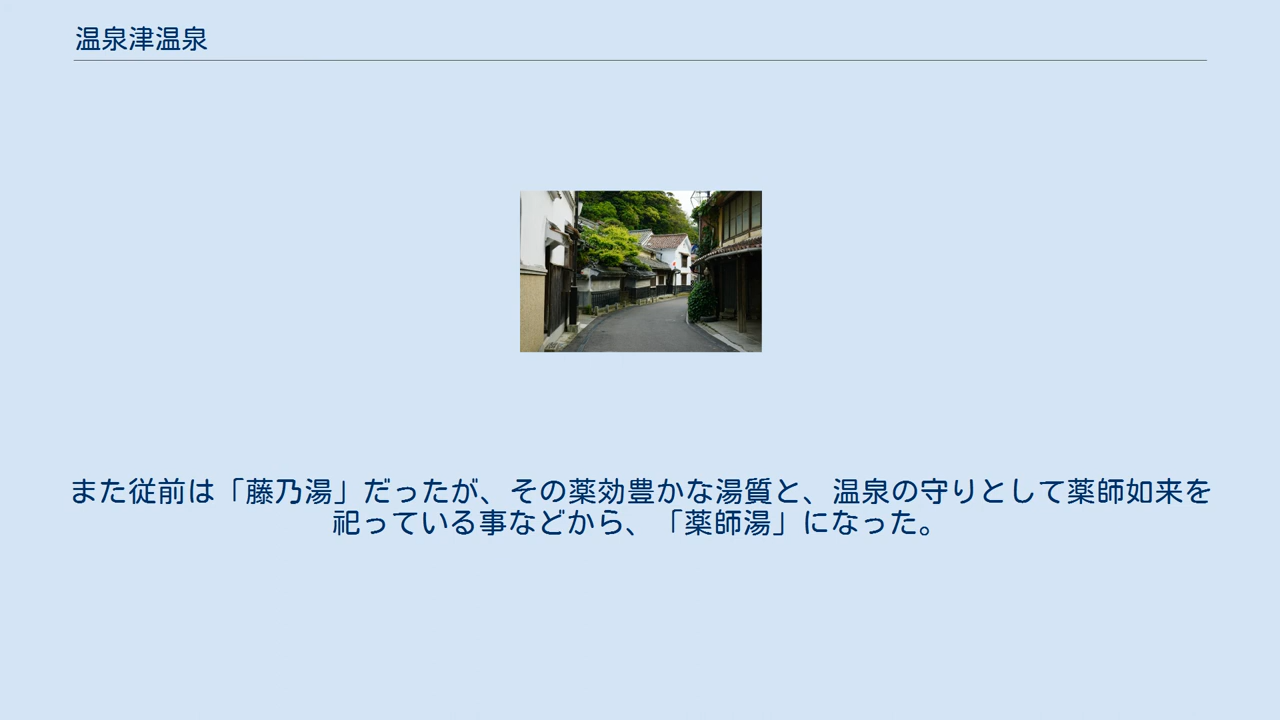 温泉津温泉
また従前は「藤乃湯」だったが、その薬効豊かな湯質と、温泉の守りとして薬師如来を
祀っている事などから、「薬師湯」になった。